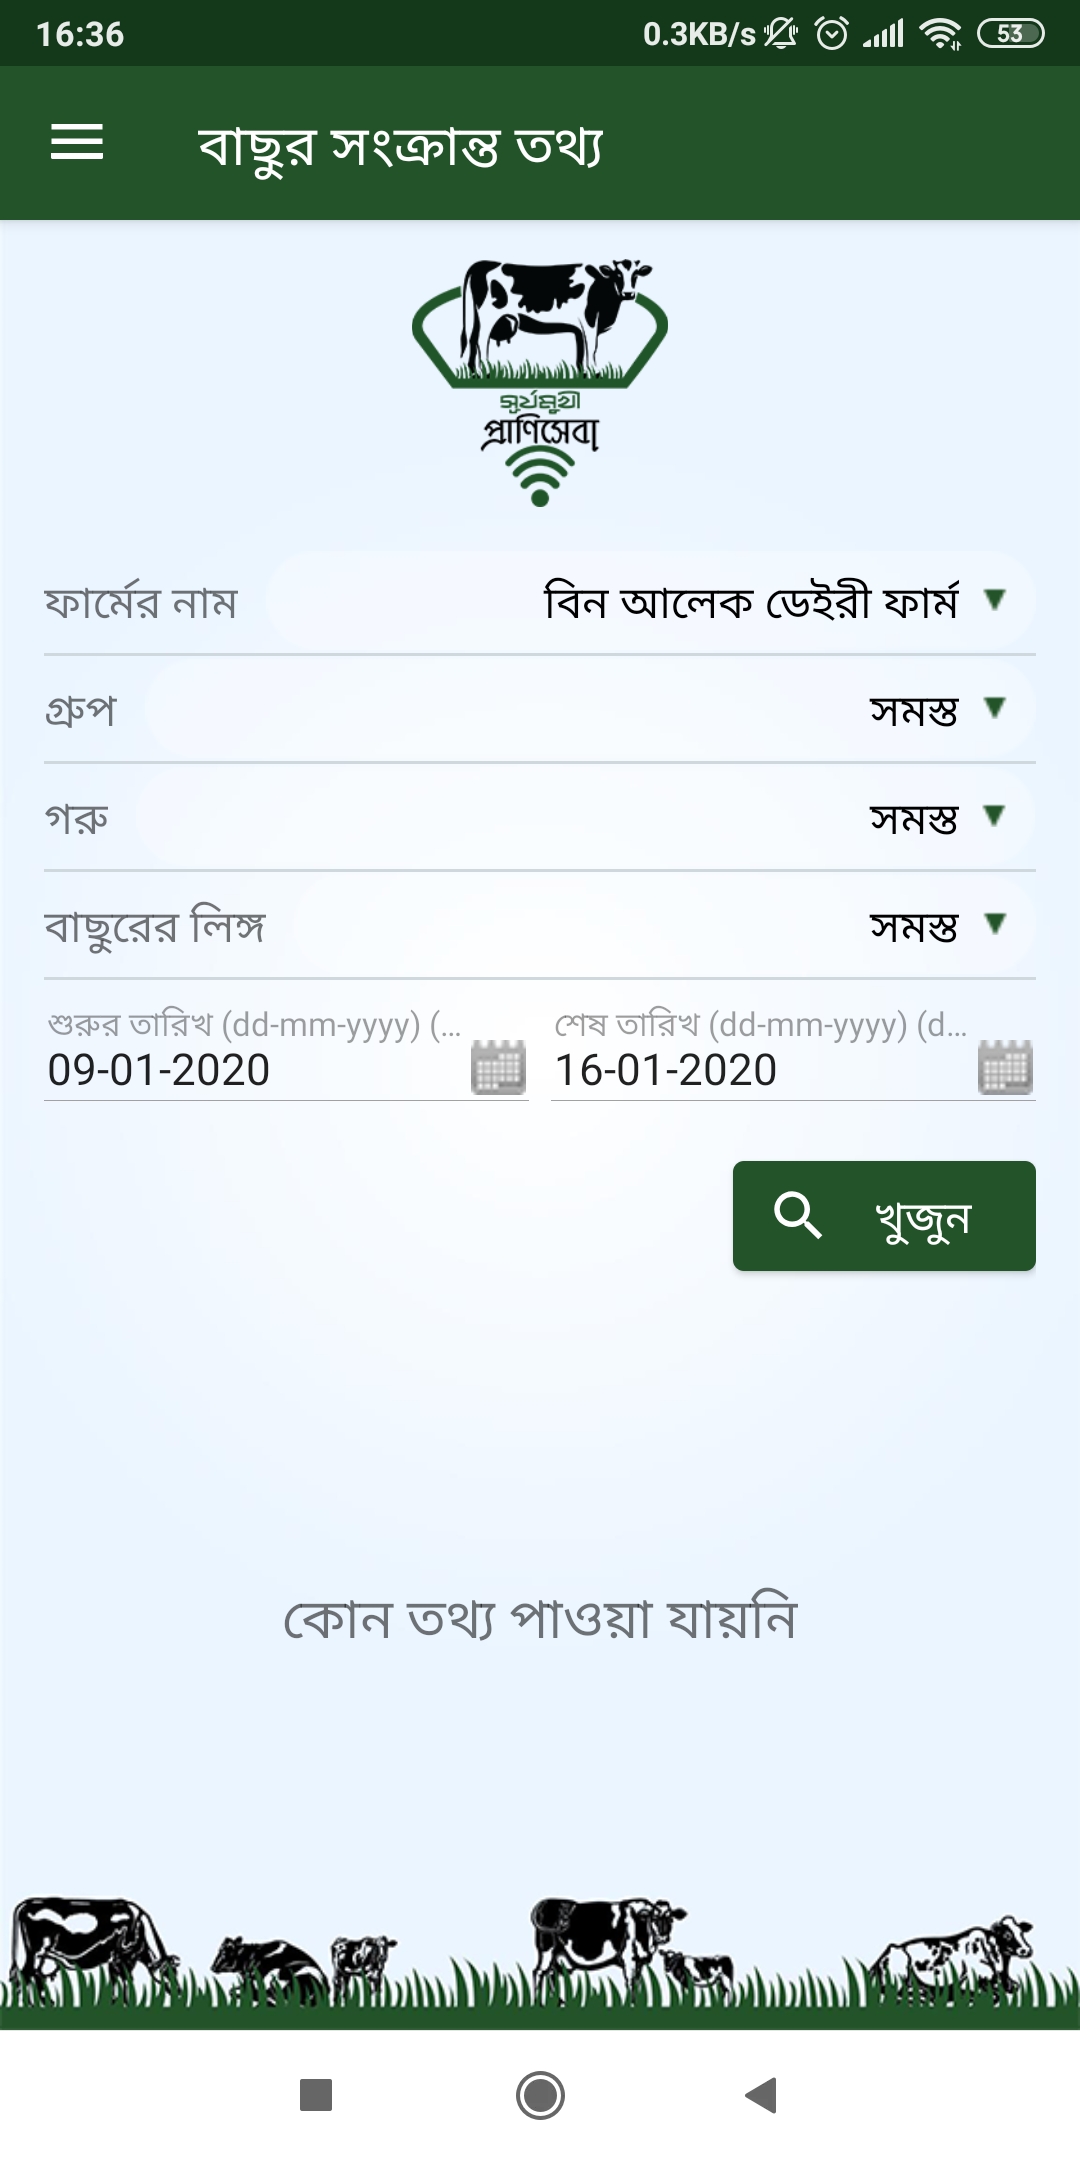 16:36
0.3KB/s
53
বাছুর সংক্রান্ত তথ্য
সূর্যমুখী
প্রাণিসেবা
ফার্মের নাম বিন আলেক ডেইরী ফার্ম
গ্রুপ সমস্ত
গরু সমস্ত
বাছুরের লিঙ্গ সমস্ত
শুরুর তারিখ (dd-mm-yyyy) (... শেষ তারিখ (dd-mm-yyyy) (d...
09-01-2020 16-01-2020
খুজুন
কোন তথ্য পাওয়া যায়নি